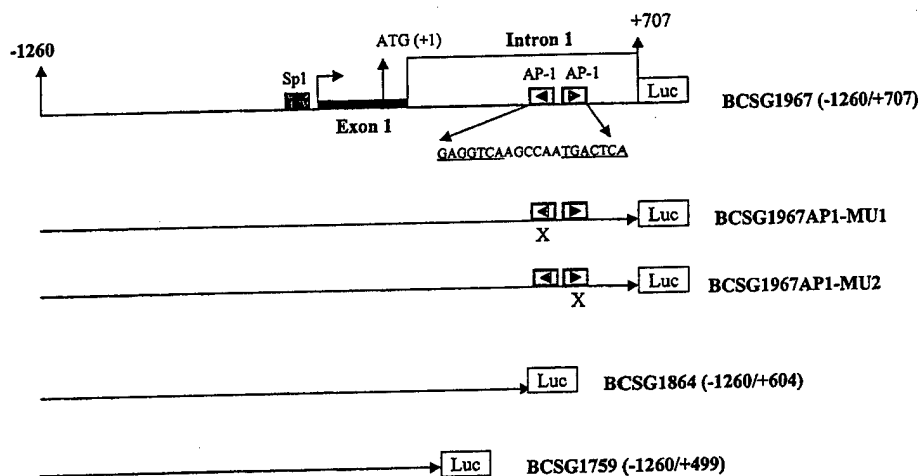 +707
-1260
ATG (+1)
Intron 1
Sp1
AP-1 AP-1
Luc
BCSG1967 (-1260/+707)
Exon 1
GAGGTCAAGCCAATGACTCA
Luc
BCSG1967AP1-MU1
X
Luc
BCSG1967AP1-MU2
X
Luc
BCSG1864 (-1260/+604)
Luc
BCSG1759 (-1260/+499)